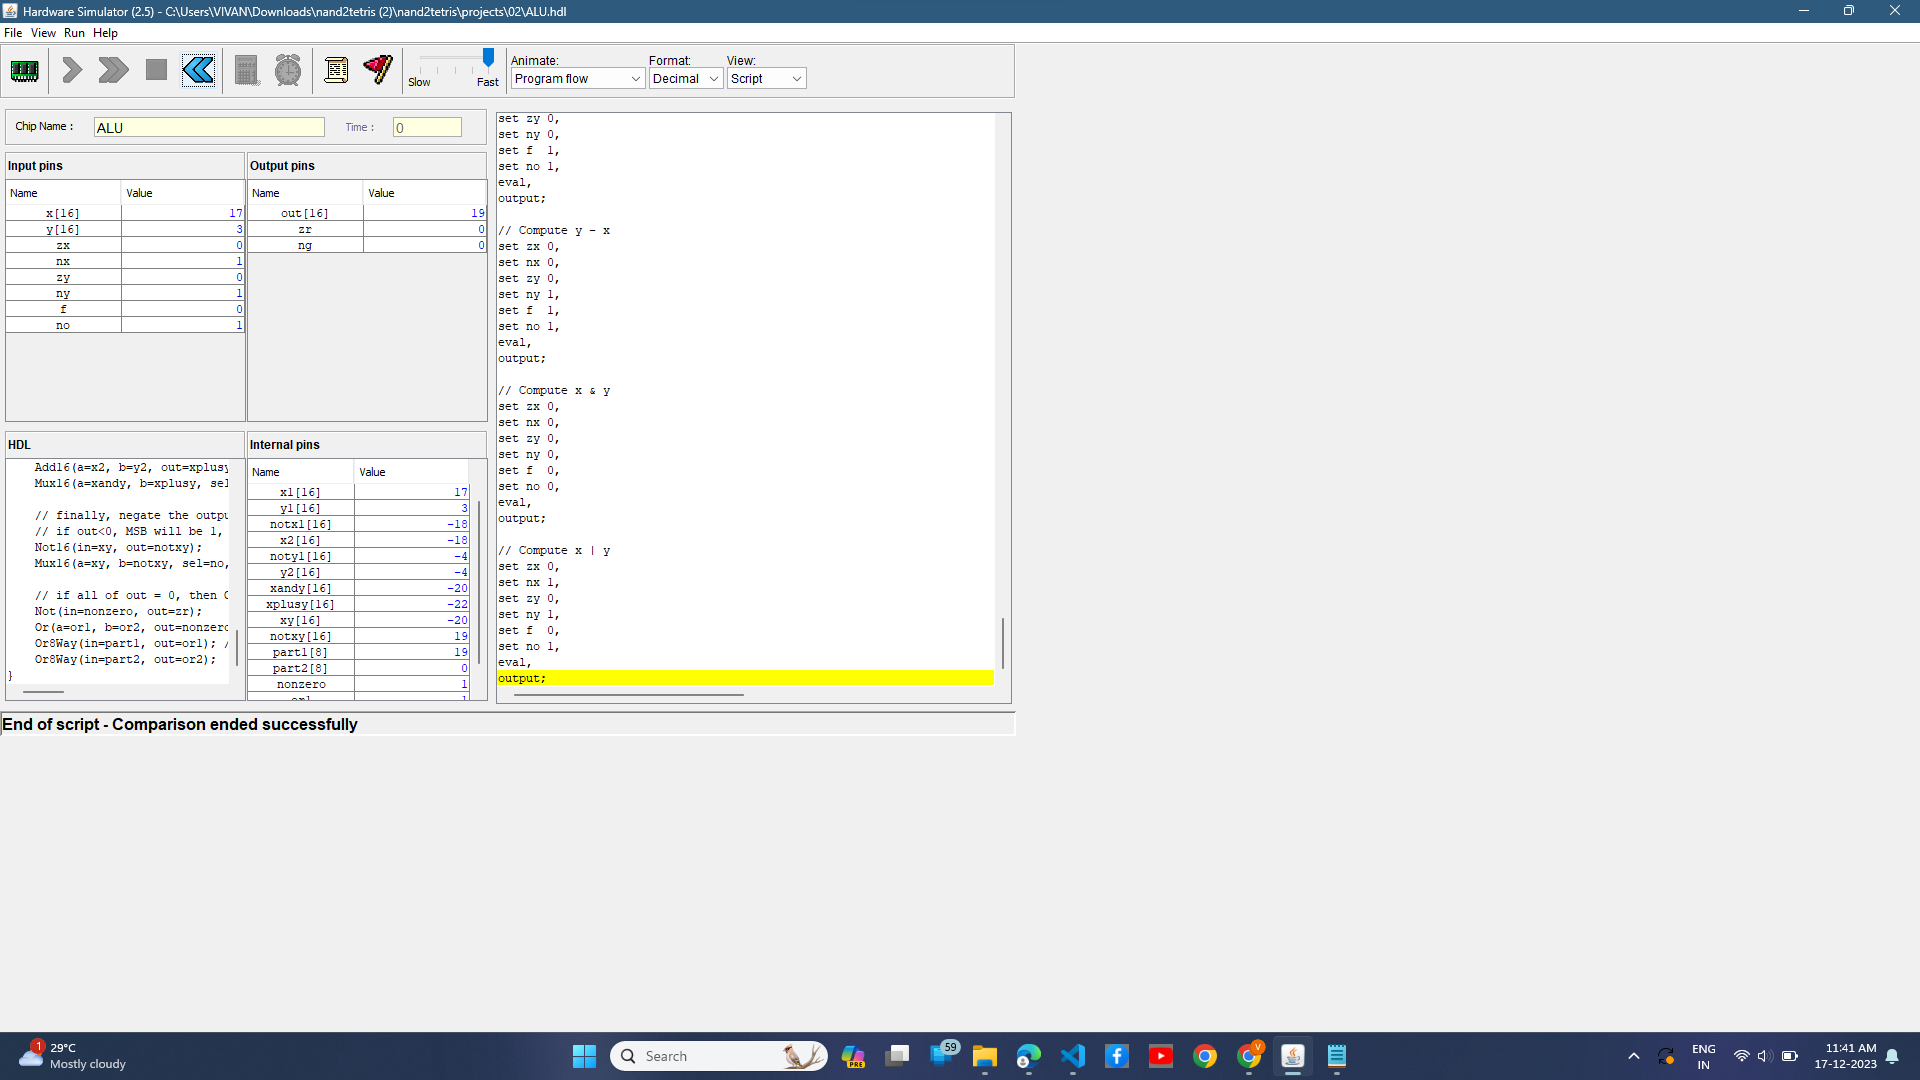 Hardware Simulator (2.5) - C:\Users\VIVAN\Downloads\nand2tetris (2)\nand2tetris\projects\02\ALU.hdl
File View Run Help
Slow Fast
Animate: Format: View:
Program flow Decimal Script
Chip Name : ALU Time : 0
Input pins
Name Value
x[16] 17
y[16] 3
zx 0
nx 1
zy 0
ny 1
f 0
no 1
Output pins
Name Value
out[16] 19
zr 0
ng 0
HDL
Add16(a=x2, b=y2, out=xplusy
Mux16(a=xandy, b=xplusy, sel
// finally, negate the outpu
// if out<0, MSB will be 1,
Not16(in=xy, out=notxy);
Mux16(a=xy, b=notxy, sel=no,
// if all of out = 0, then
Not(in=nonzero, out=zr);
Or(a=or1, b=or2, out=nonzero
Or8Way(in=part1, out=or1); /
Or8Way(in=part2, out=or2);
}
Internal pins
Name Value
x1[16] 17
y1[16] 3
notx1[16] -18
x2[16] -18
noty1[16] -4
y2[16] -4
xandy[16] -20
xplusy[16] -22
xy[16] -20
notxy[16] 19
part1[8] 19
part2[8] 0
nonzero 1
or1 1
set zy 0,
set ny 0,
set f 1,
set no 1,
eval,
output;
// Compute y - x
set zx 0,
set nx 0,
set zy 0,
set ny 1,
set f 1,
set no 1,
eval,
output;
// Compute x & y
set zx 0,
set nx 0,
set zy 0,
set ny 0,
set f 0,
set no 0,
eval,
output;
// Compute x | y
set zx 0,
set nx 1,
set zy 0,
set ny 1,
set f 0,
set no 1,
eval,
output;
End of script - Comparison ended successfully
1
29°C
Mostly cloudy
Search
PRE
59
V
ENG
IN
11:41 AM
17-12-2023